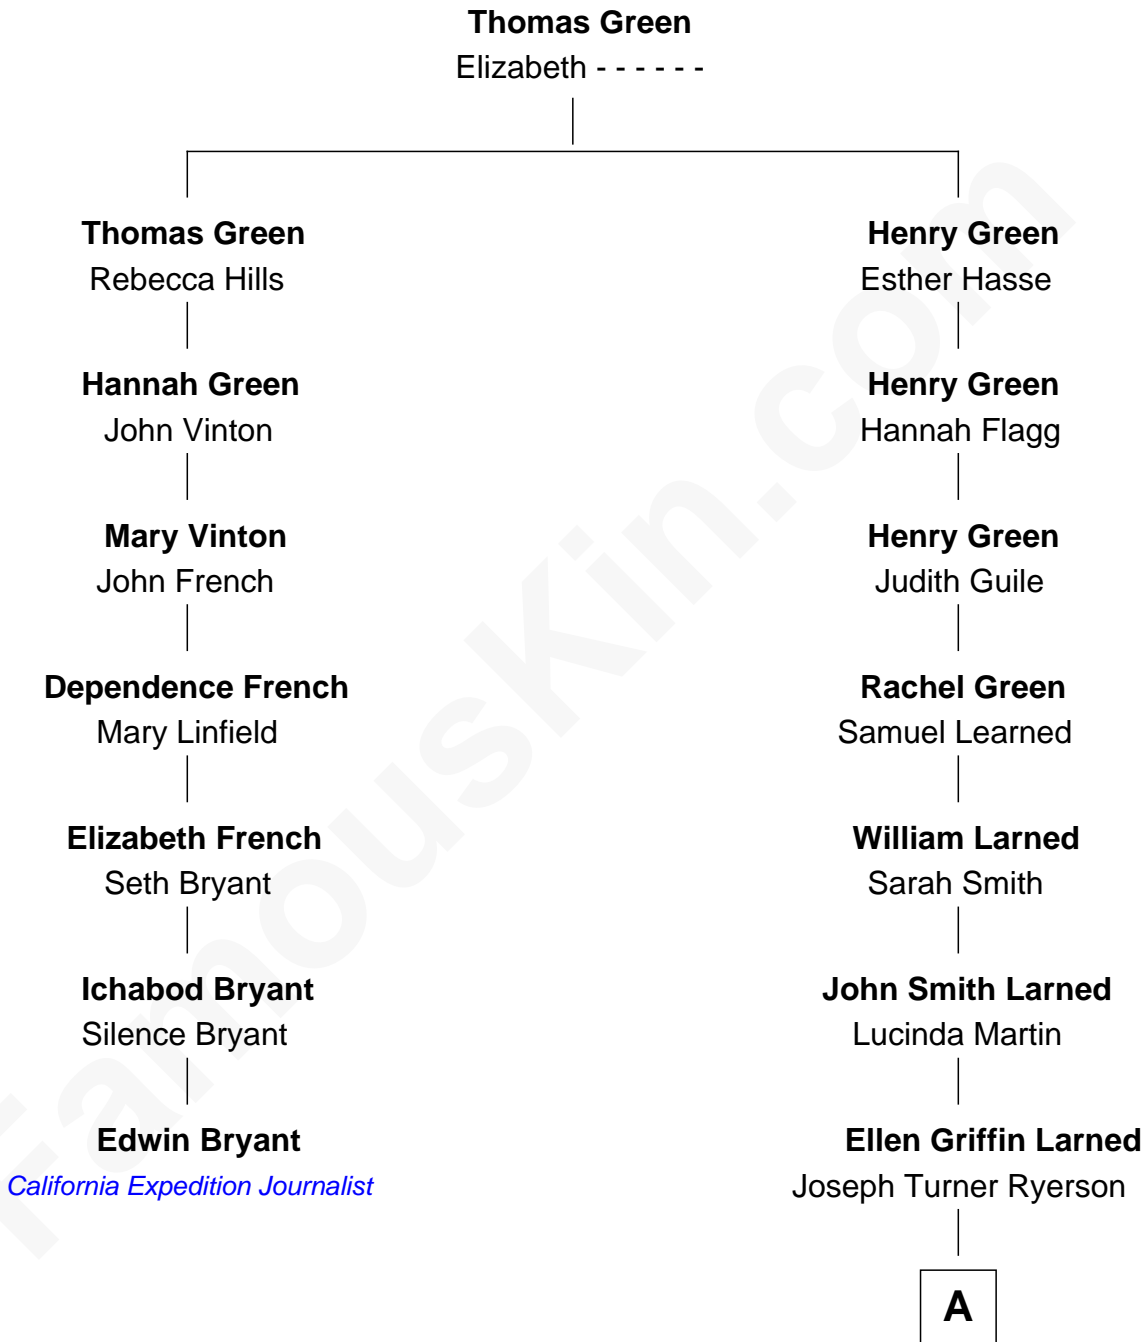 Thomas Green
Elizabeth - - - - - -
Thomas Green
Rebecca Hills
Henry Green
Esther Hasse
Hannah Green
John Vinton
Henry Green
Hannah Flagg
Mary Vinton
John French
Henry Green
Judith Guile
Dependence French
Mary Linfield
Rachel Green
Samuel Learned
Elizabeth French
Seth Bryant
William Larned
Sarah Smith
Ichabod Bryant
Silence Bryant
John Smith Larned
Lucinda Martin
Edwin Bryant
California Expedition Journalist
Ellen Griffin Larned
Joseph Turner Ryerson
A
FamousKin.com